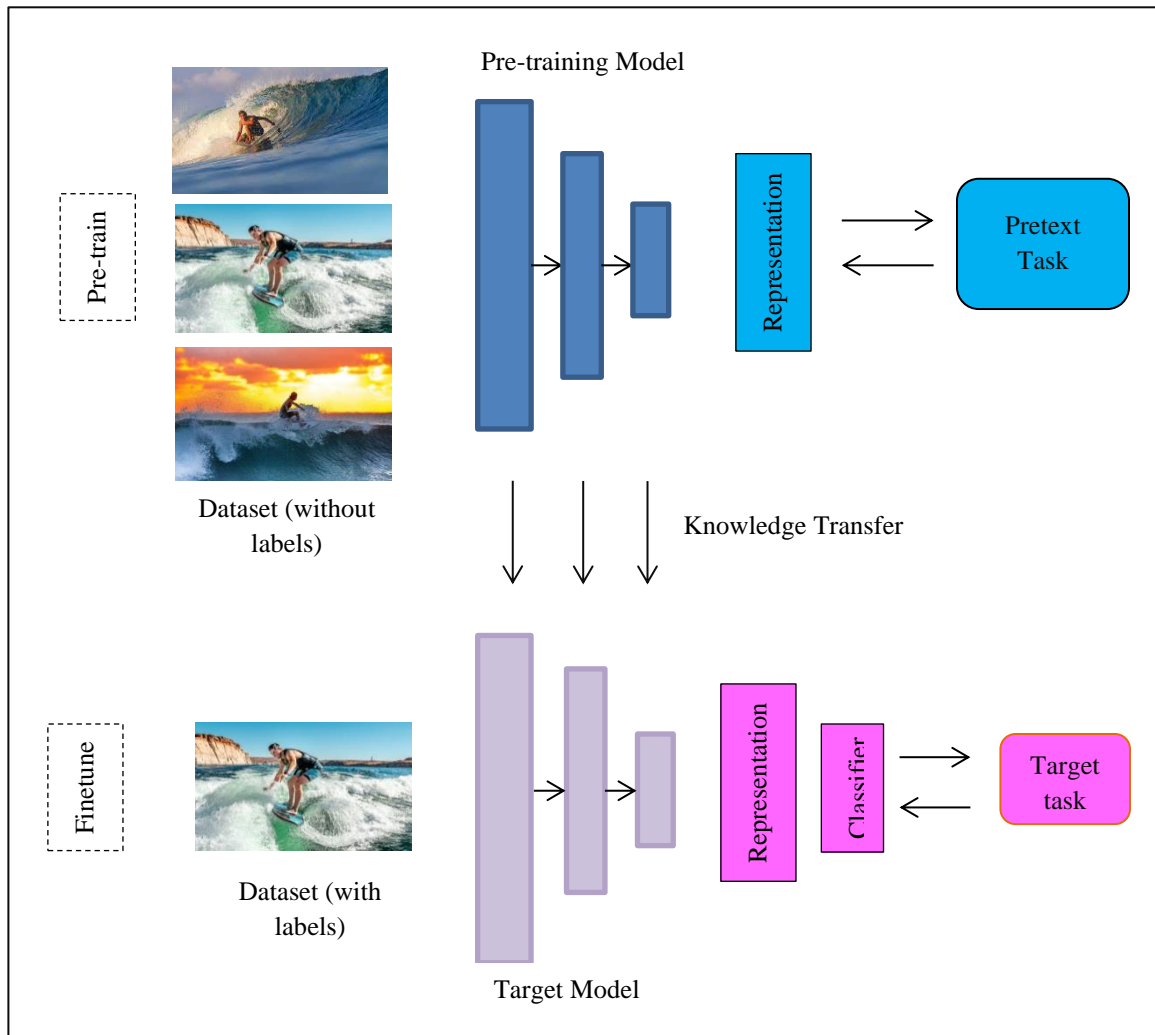 Pre-training Model
Pre-train
Representation
Pretext
Task
Dataset (without
labels)
Knowledge Transfer
Finetune
Representation
Classifier
Target
task
Dataset (with
labels)
Target Model